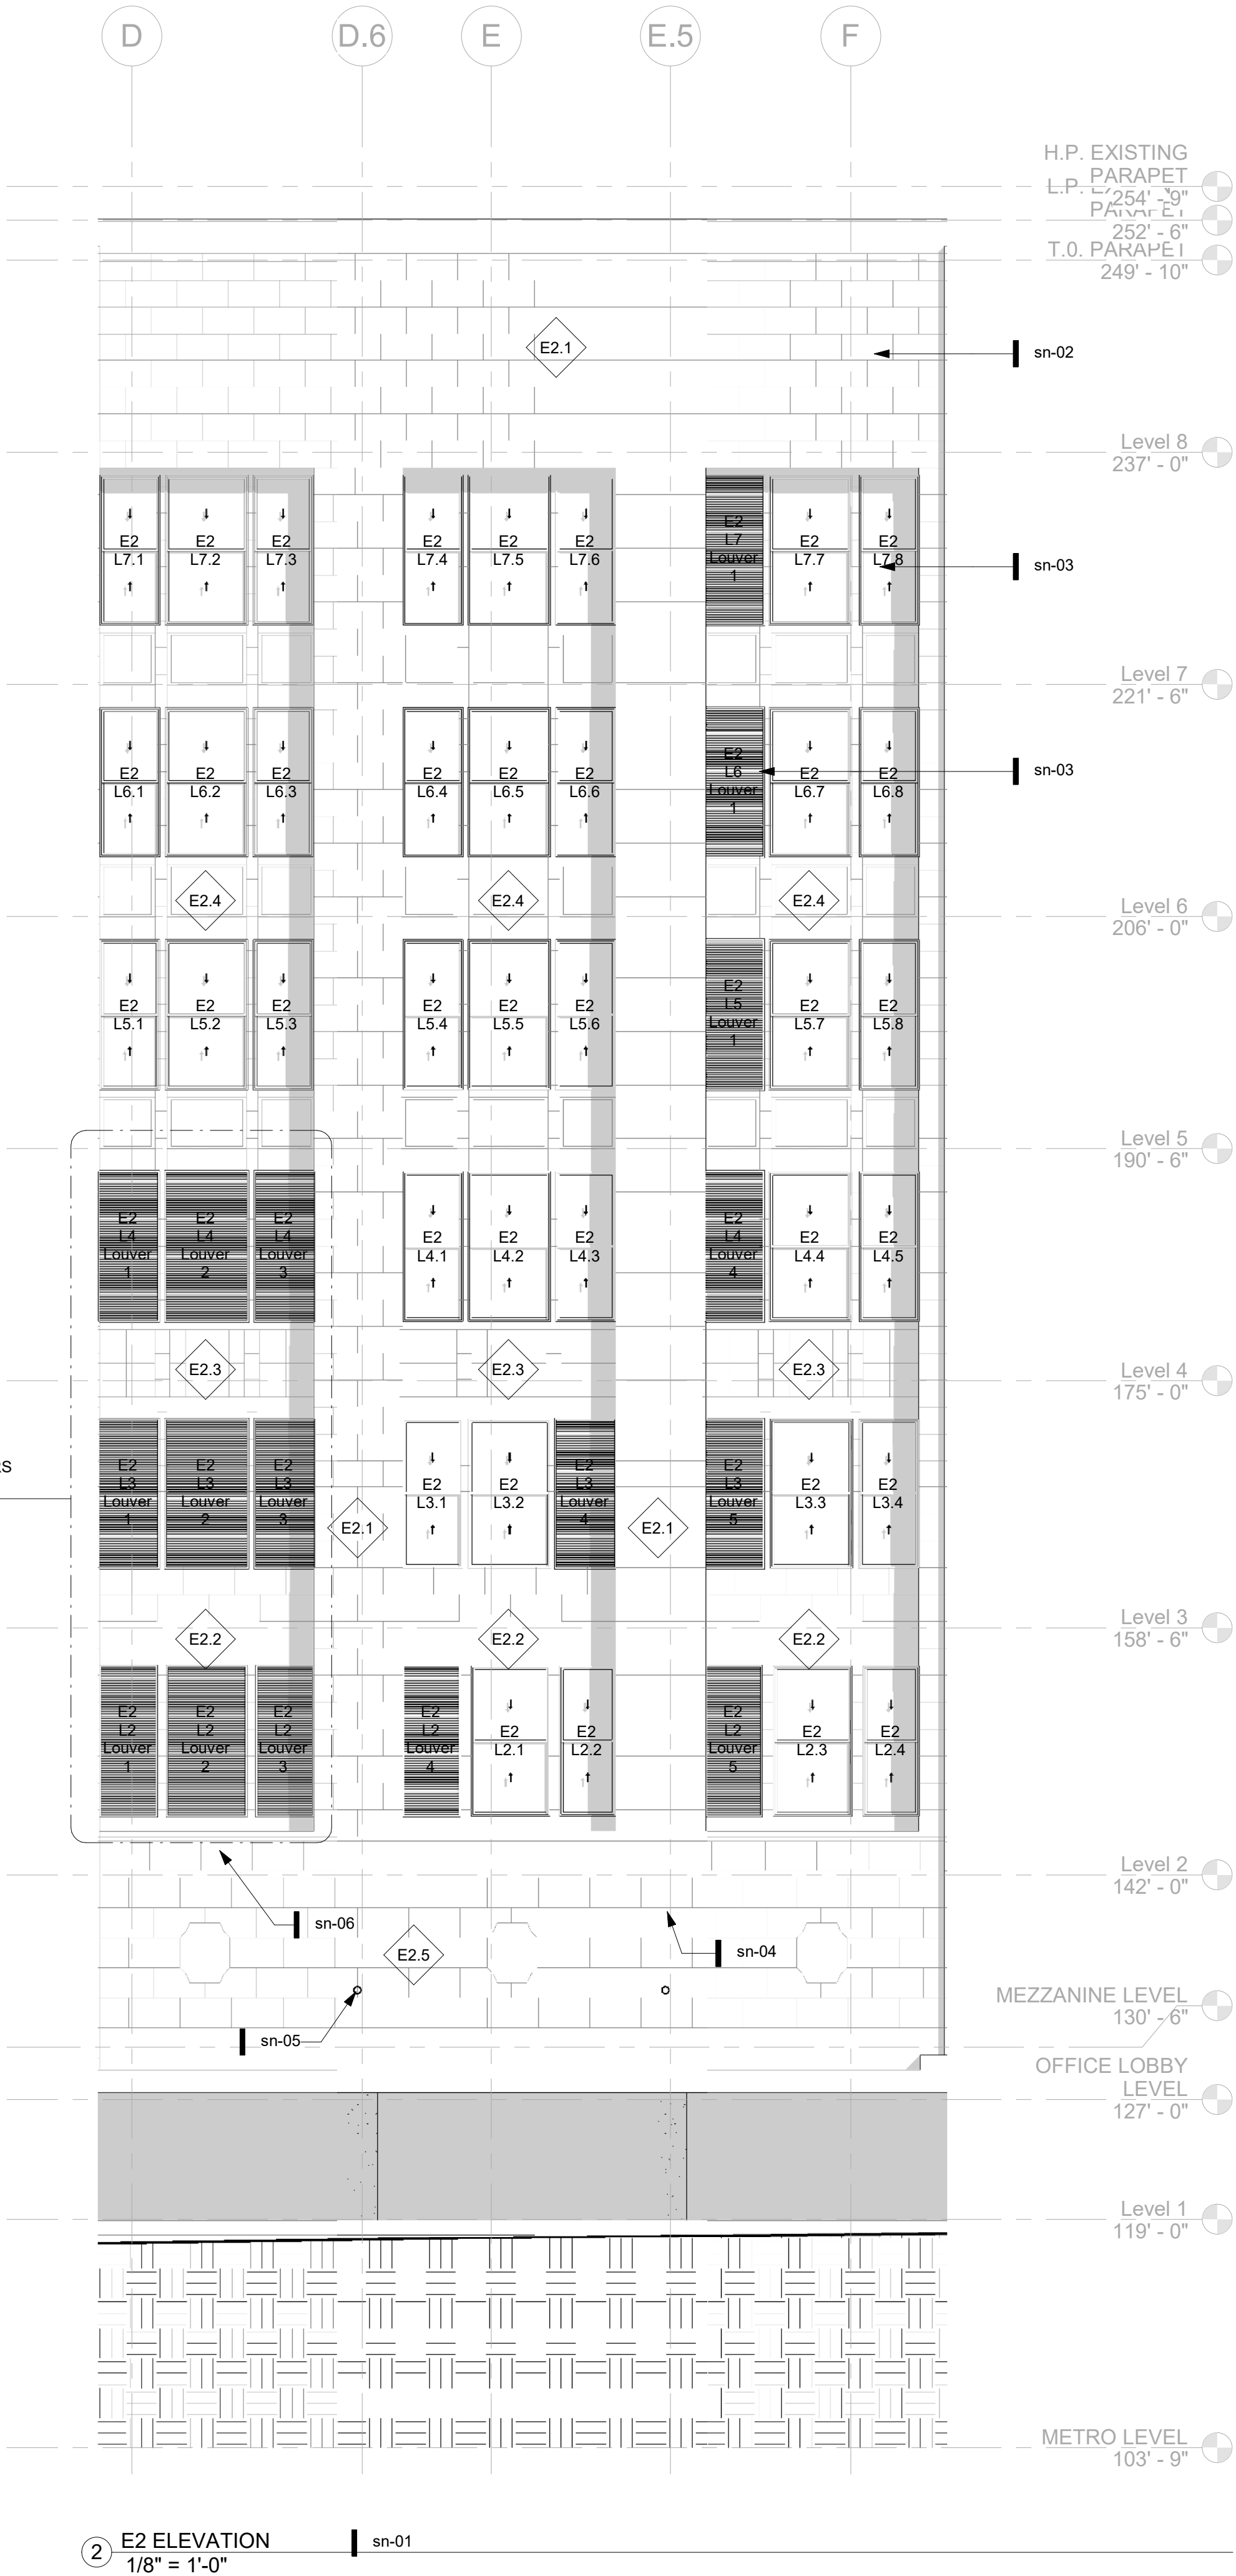 D
D.6
E
E.5
F
H.P. EXISTING
PARAPET
254' - 9"
L.P.
PARAPET
252' - 6"
T.0. PARAPET
249' - 10"
E2.1
sn-02
Level 8
237' - 0"
E2
L7.1
E2
L7.2
E2
L7.3
E2
L7.4
E2
L7.5
E2
L7.6
E2
L7
Louver
1
E2
L7.7
E2
L7.8
sn-03
Level 7
221' - 6"
E2
L6.1
E2
L6.2
E2
L6.3
E2
L6.4
E2
L6.5
E2
L6.6
E2
L6
Louver
1
E2
L6.7
E2
L6.8
sn-03
E2.4
E2.4
E2.4
Level 6
206' - 0"
E2
L5.1
E2
L5.2
E2
L5.3
E2
L5.4
E2
L5.5
E2
L5.6
E2
L5
Louver
1
E2
L5.7
E2
L5.8
Level 5
190' - 6"
E2
L4
Louver
1
E2
L4
Louver
2
E2
L4
Louver
3
E2
L4.1
E2
L4.2
E2
L4.3
E2
L4
Louver
4
E2
L4.4
E2
L4.5
E2.3
E2.3
E2.3
Level 4
175' - 0"
RS
E2
L3
Louver
1
E2
L3
Louver
2
E2
L3
Louver
3
E2
L3.1
E2
L3.2
E2
L3
Louver
4
E2
L3
Louver
5
E2
L3.3
E2
L3.4
E2.1
E2.1
E2.2
E2.2
E2.2
Level 3
158' - 6"
E2
L2
Louver
1
E2
L2
Louver
2
E2
L2
Louver
3
E2
L2
Louver
4
E2
L2.1
E2
L2.2
E2
L2
Louver
5
E2
L2.3
E2
L2.4
Level 2
142' - 0"
sn-06
E2.5
sn-04
MEZZANINE LEVEL
130' - 6"
sn-05
OFFICE LOBBY
LEVEL
127' - 0"
Level 1
119' - 0"
METRO LEVEL
103' - 9"
2
E2 ELEVATION
1/8" = 1'-0"
sn-01